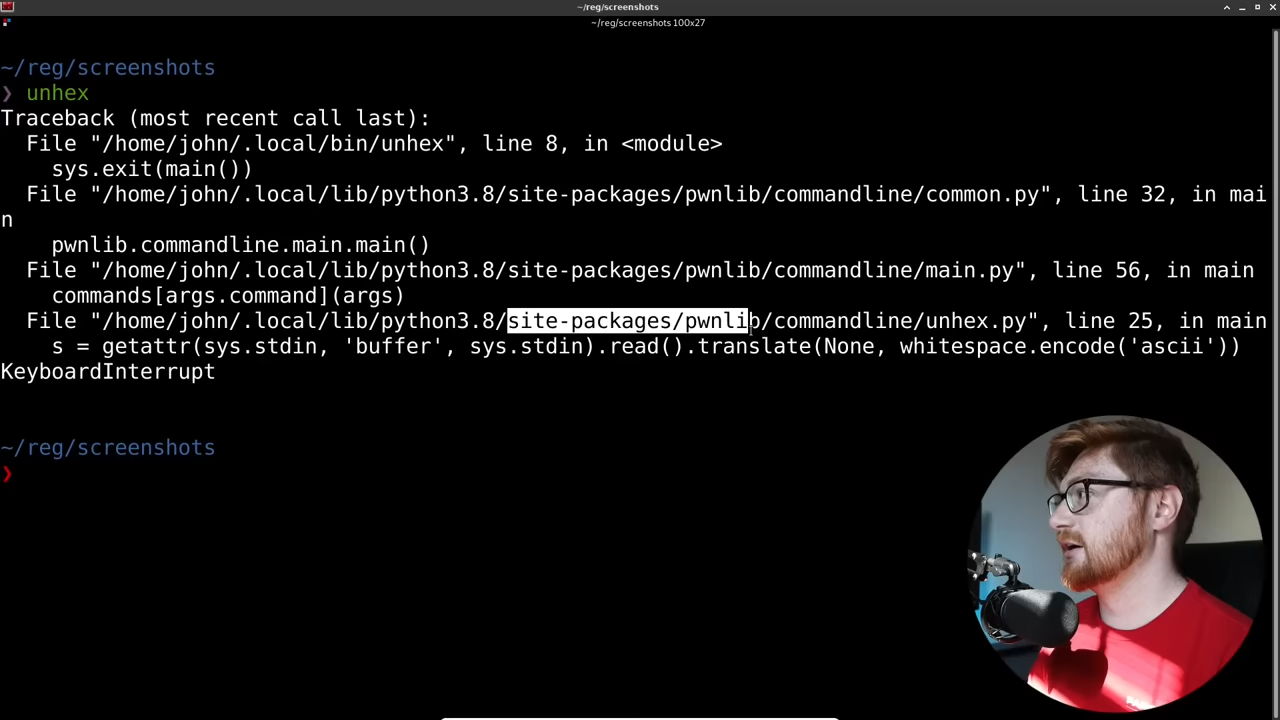 ~/reg/screenshots
~/reg/screenshots 100x27
~/reg/screenshots
❯ unhex
Traceback (most recent call last):
  File "/home/john/.local/bin/unhex", line 8, in <module>
    sys.exit(main())
  File "/home/john/.local/lib/python3.8/site-packages/pwnlib/commandline/common.py", line 32, in mai
n
    pwnlib.commandline.main.main()
  File "/home/john/.local/lib/python3.8/site-packages/pwnlib/commandline/main.py", line 56, in main
    commands[args.command](args)
  File "/home/john/.local/lib/python3.8/site-packages/pwnlib/commandline/unhex.py", line 25, in main
    s = getattr(sys.stdin, 'buffer', sys.stdin).read().translate(None, whitespace.encode('ascii'))
KeyboardInterrupt
~/reg/screenshots
❯